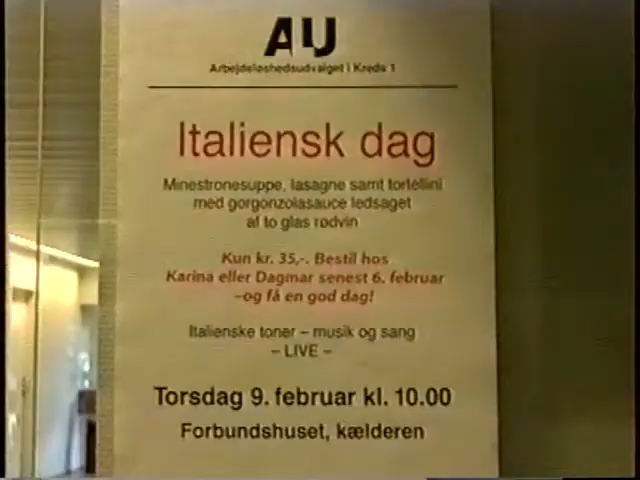 AU
Arbejdsløshedsudvalget i Kreds 1
Italiensk dag
Minestronesuppe, lasagne samt tortellini
med gorgonzolasauce ledsaget
af to glas rødvin
Kun kr. 35,-. Bestil hos
Karina eller Dagmar senest 6. februar
–og få en god dag!
Italienske toner – musik og sang
– LIVE –
Torsdag 9. februar kl. 10.00
Forbundshuset, kælderen